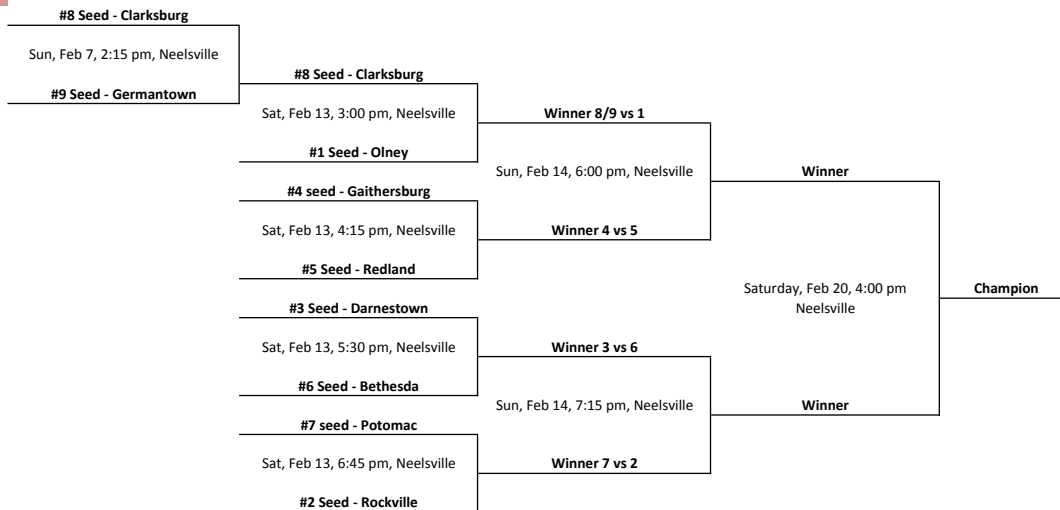 #8 Seed - Clarksburg
Sun, Feb 7, 2:15 pm, Neelsville
#9 Seed - Germantown
#8 Seed - Clarksburg
Sat, Feb 13, 3:00 pm, Neelsville
#1 Seed - Olney
#4 seed - Gaithersburg
Sat, Feb 13, 4:15 pm, Neelsville
#5 Seed - Redland
#3 Seed - Darnestown
Sat, Feb 13, 5:30 pm, Neelsville
#6 Seed - Bethesda
#7 seed - Potomac
Sat, Feb 13, 6:45 pm, Neelsville
#2 Seed - Rockville
Winner 8/9 vs 1
Sun, Feb 14, 6:00 pm, Neelsville
Winner 4 vs 5
Winner 3 vs 6
Sun, Feb 14, 7:15 pm, Neelsville
Winner 7 vs 2
Winner
Saturday, Feb 20, 4:00 pm
Neelsville
Winner
Champion